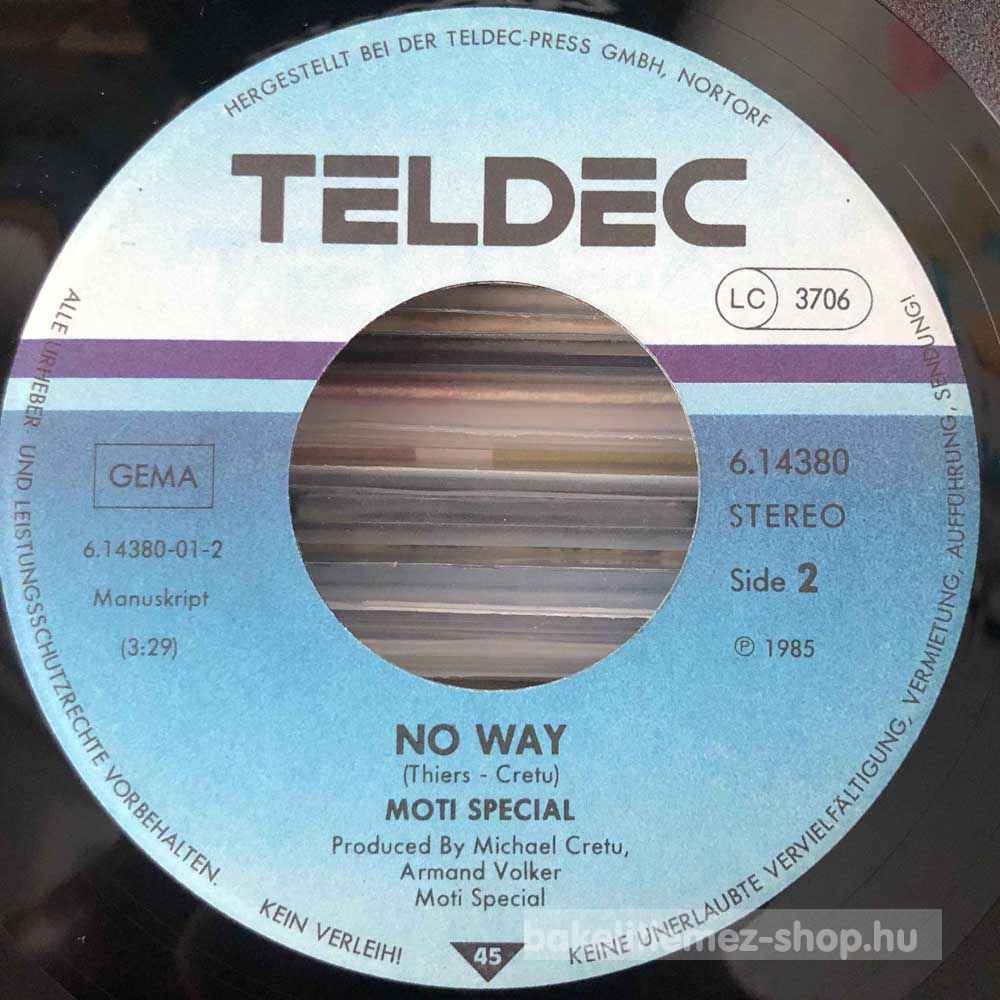 HERGESTELLT BEI DER TELDEC-PRESS GMBH, NORTORF
TELDEC
LC 3706
GEMA
6.14380-01-2
Manuskript
(3:29)
6.14380
STEREO
Side 2
℗ 1985
NO WAY
(Thiers - Cretu)
MOTI SPECIAL
Produced By Michael Cretu,
Armand Volker
Moti Special
45
ALLE URHEBER UND LEISTUNGSSCHUTZRECHTE VORBEHALTEN.
KEIN VERLEIH!
KEINE UNERLAUBTE VERVIELFÄLTIGUNG, VERMIETUNG, AUFFÜHRUNG, SENDUNG!
bakelitlemez-shop.hu